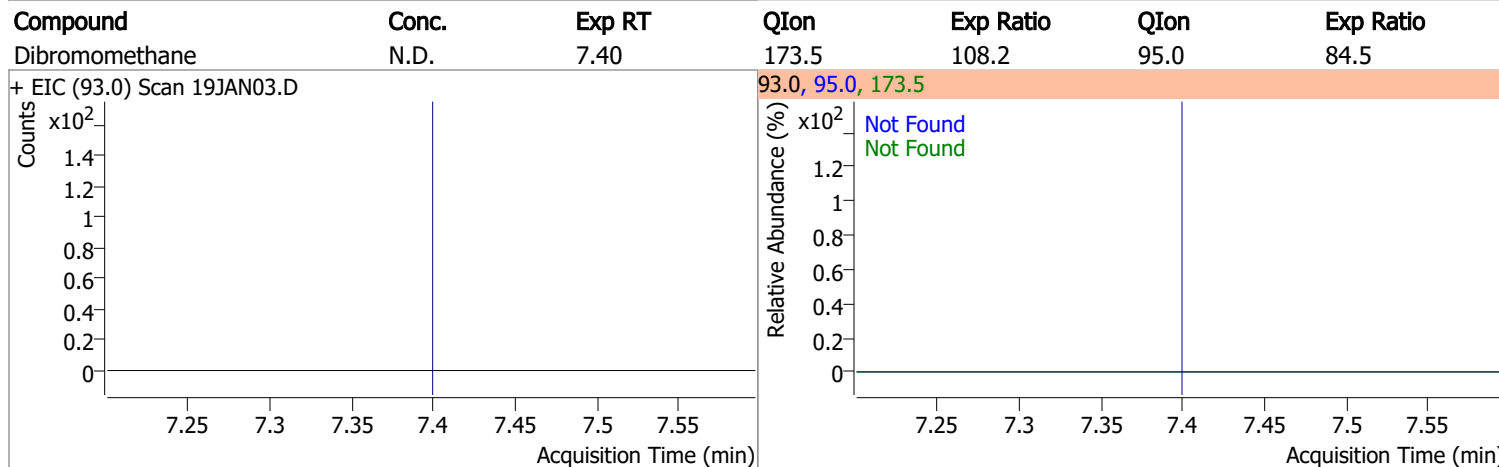 Compound Conc. Exp RT QIon Exp Ratio QIon Exp Ratio
Dibromomethane N.D. 7.40 173.5 108.2 95.0 84.5
+ EIC (93.0) Scan 19JAN03.D
Counts
x10²
1.4
1.2
1
0.8
0.6
0.4
0.2
0
7.25 7.3 7.35 7.4 7.45 7.5 7.55
Acquisition Time (min)
93.0, 95.0, 173.5
Relative Abundance (%)
x10²
Not Found
Not Found
1.2
1
0.8
0.6
0.4
0.2
0
7.25 7.3 7.35 7.4 7.45 7.5 7.55
Acquisition Time (min)